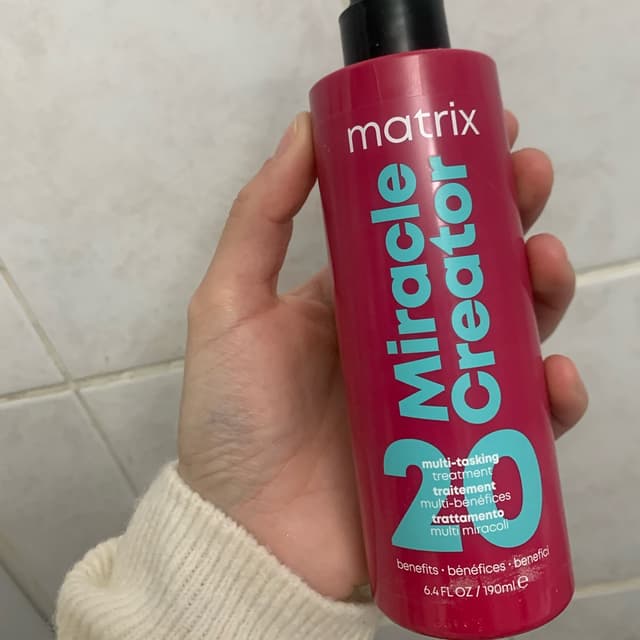 matrix
Miracle
Creator
20
multi-tasking
treatment
traitement
multi-bénéfices
trattamento
multi miracoli
benefits · bénéfices · benefici
6.4 FL OZ / 190ml e